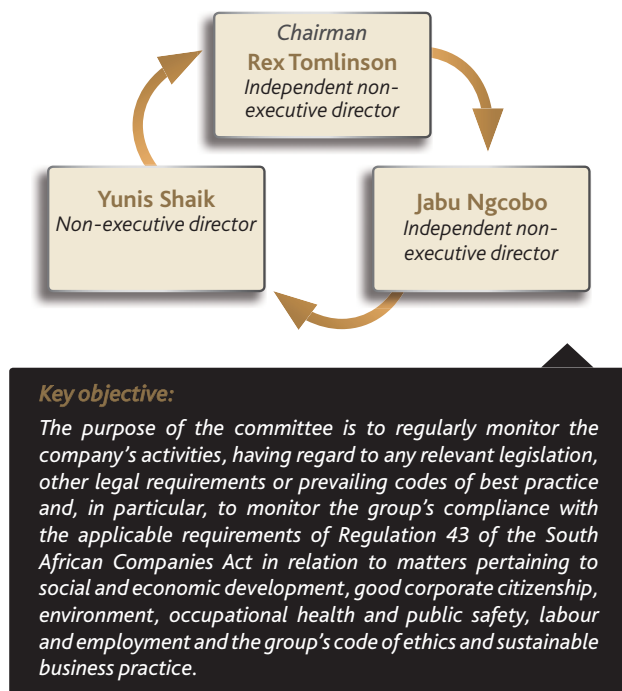 Chairman
Rex Tomlinson
Independent non-
executive director
Yunis Shaik
Non-executive director
Jabu Ngcobo
Independent non-
executive director
Key objective:
The purpose of the committee is to regularly monitor the
company's activities, having regard to any relevant legislation,
other legal requirements or prevailing codes of best practice
and, in particular, to monitor the group's compliance with
the applicable requirements of Regulation 43 of the South
African Companies Act in relation to matters pertaining to
social and economic development, good corporate citizenship,
environment, occupational health and public safety, labour
and employment and the group's code of ethics and sustainable
business practice.